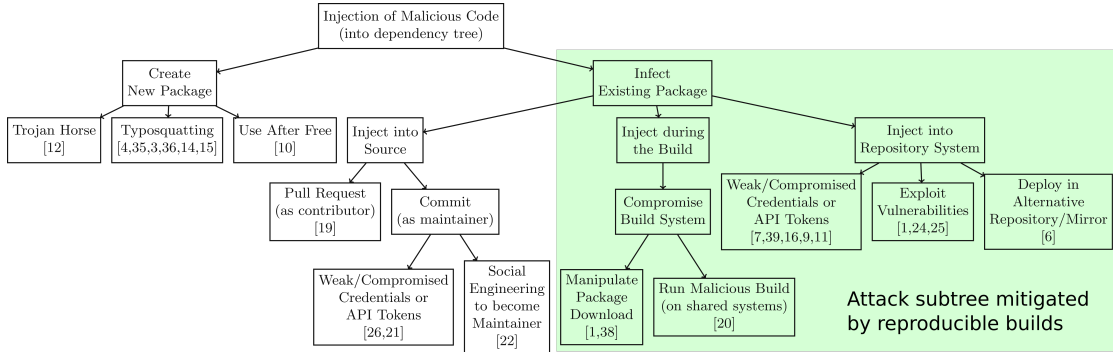 Injection of Malicious Code
(into dependency tree)
Create
New Package
Infect
Existing Package
Trojan Horse
[12]
Typosquatting
[4,35,3,36,14,15]
Use After Free
[10]
Inject into
Source
Inject during
the Build
Inject into
Repository System
Pull Request
(as contributor)
[19]
Commit
(as maintainer)
Compromise
Build System
Weak/Compromised
Credentials or
API Tokens
[7,39,16,9,11]
Exploit
Vulnerabilities
[1,24,25]
Deploy in
Alternative
Repository/Mirror
[6]
Weak/Compromised
Credentials or
API Tokens
[26,21]
Social
Engineering
to become
Maintainer
[22]
Manipulate
Package
Download
[1,38]
Run Malicious Build
(on shared systems)
[20]
Attack subtree mitigated
by reproducible builds